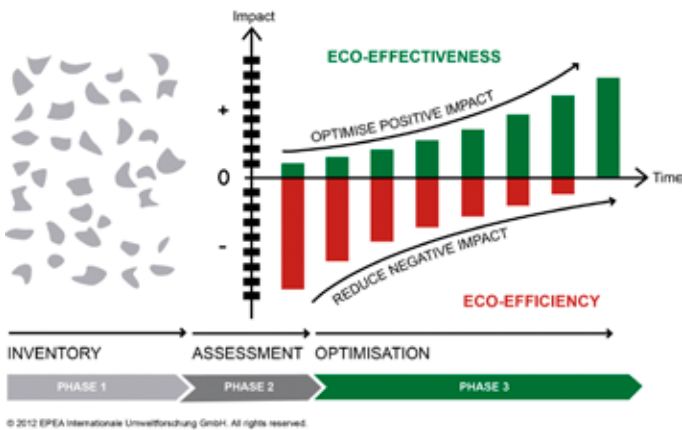 Impact
ECO-EFFECTIVENESS
+
OPTIMISE POSITIVE IMPACT
0
Time
-
REDUCE NEGATIVE IMPACT
ECO-EFFICIENCY
INVENTORY ASSESSMENT OPTIMISATION
PHASE 1 PHASE 2 PHASE 3
© 2012 EPEA Internationale Umweltforschung GmbH. All rights reserved.